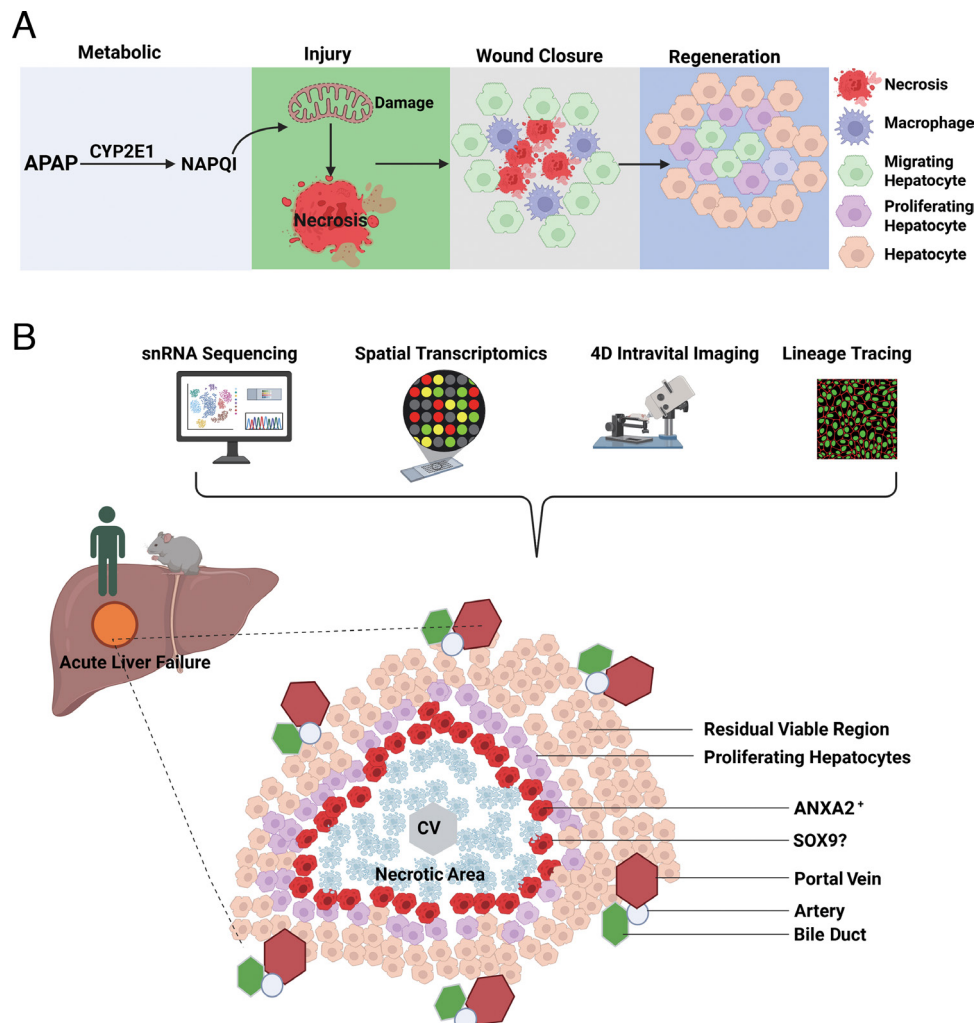 A
Metabolic
Injury
Wound Closure
Regeneration
APAP
CYP2E1
NAPQI
Damage
Necrosis
Necrosis
Macrophage
Migrating
Hepatocyte
Proliferating
Hepatocyte
Hepatocyte
B
snRNA Sequencing
Spatial Transcriptomics
4D Intravital Imaging
Lineage Tracing
Acute Liver Failure
CV
Necrotic Area
Residual Viable Region
Proliferating Hepatocytes
ANXA2⁺
SOX9?
Portal Vein
Artery
Bile Duct